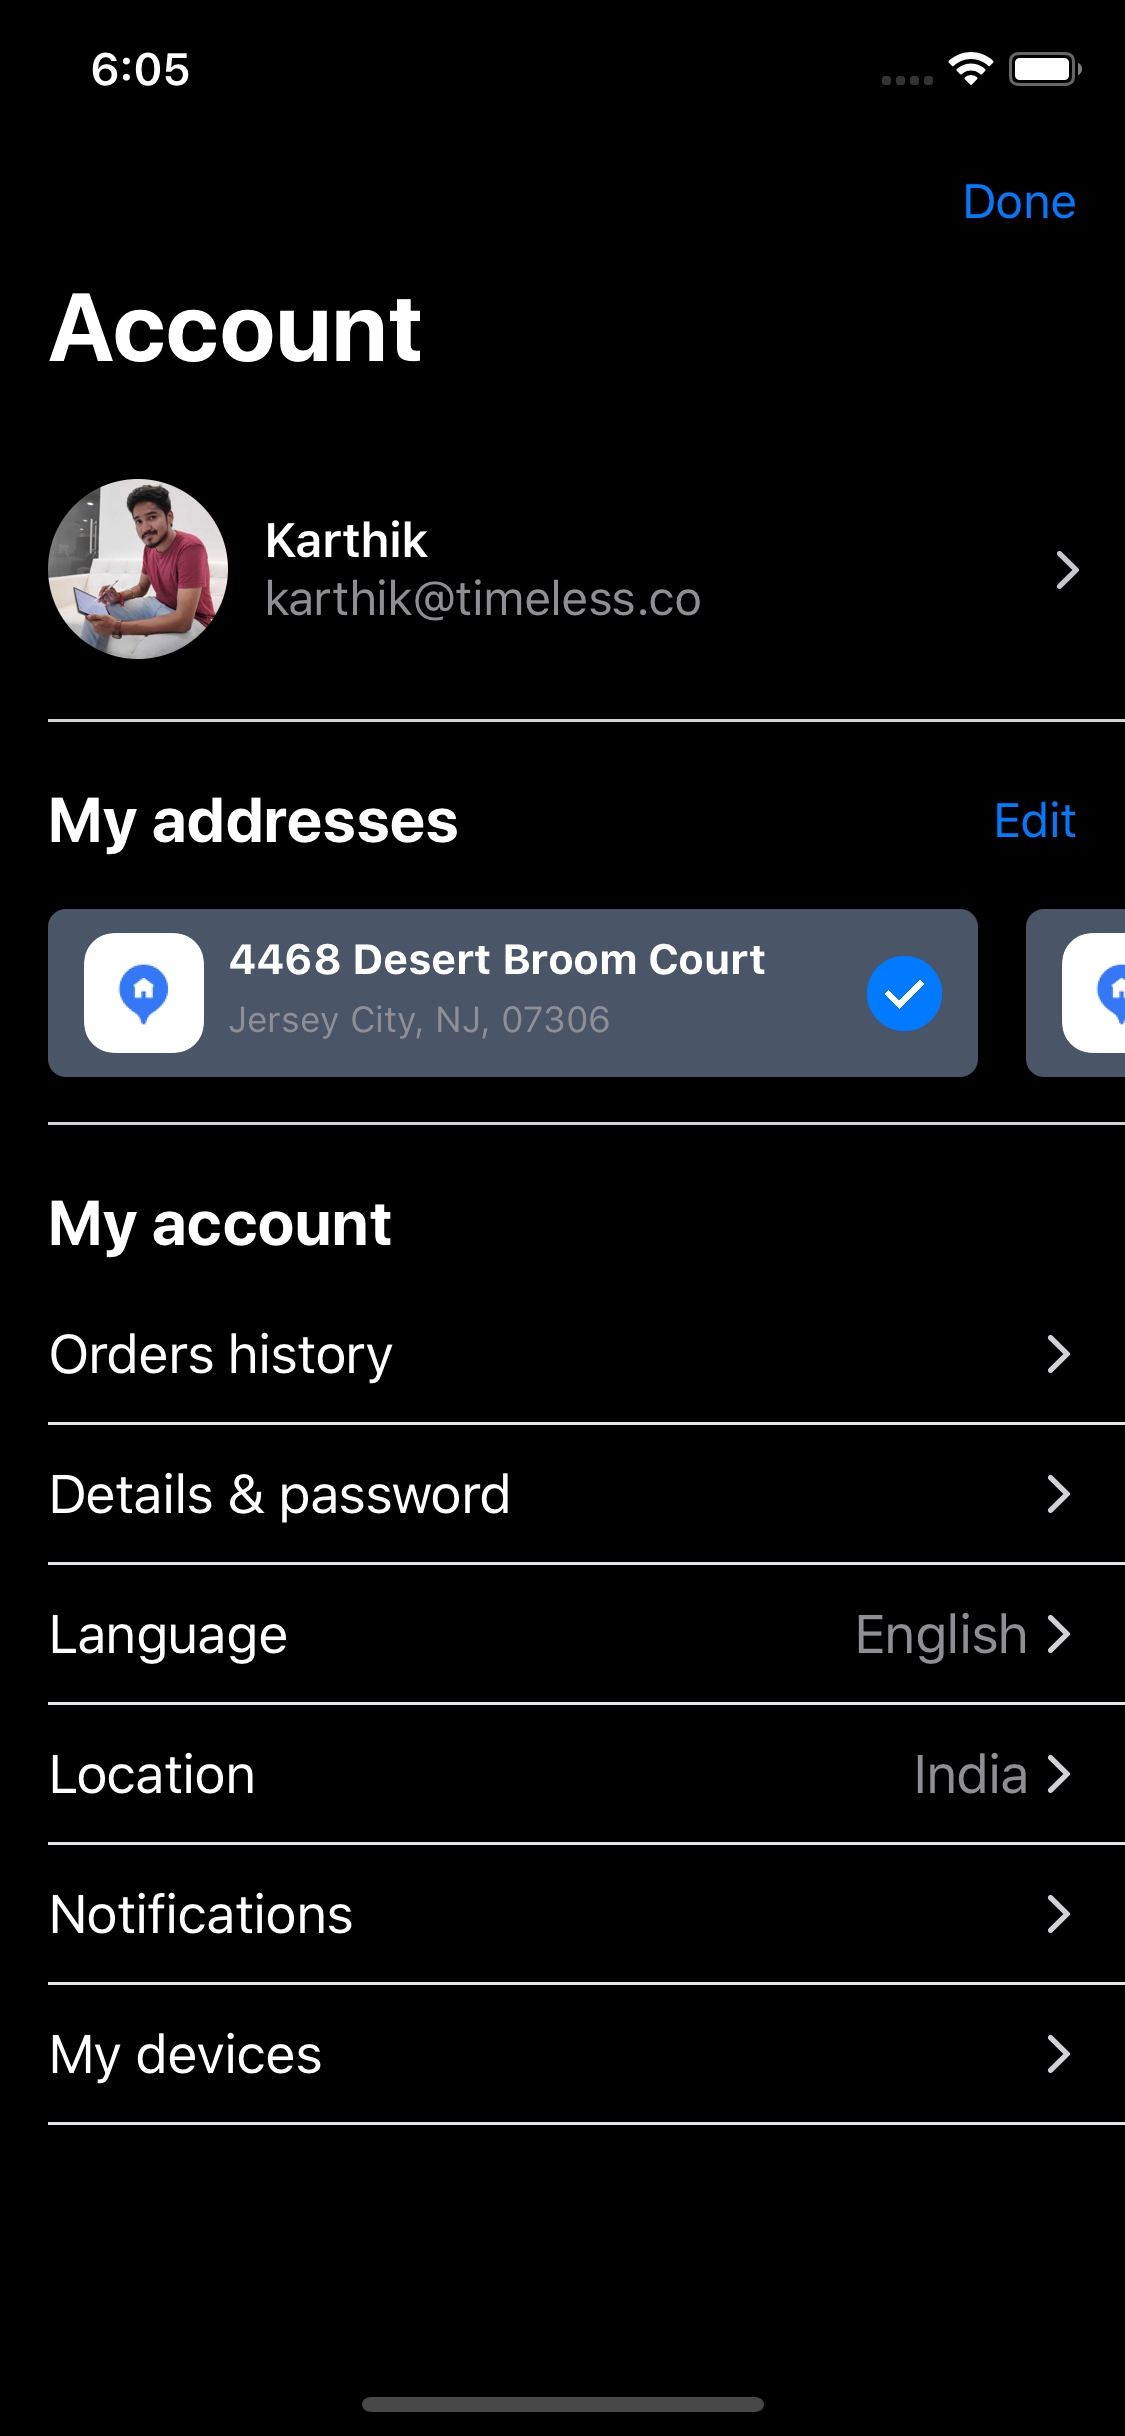 6:05
Done
Account
Karthik
karthik@timeless.co
My addresses
Edit
4468 Desert Broom Court
Jersey City, NJ, 07306
My account
Orders history
Details & password
Language
English
Location
India
Notifications
My devices